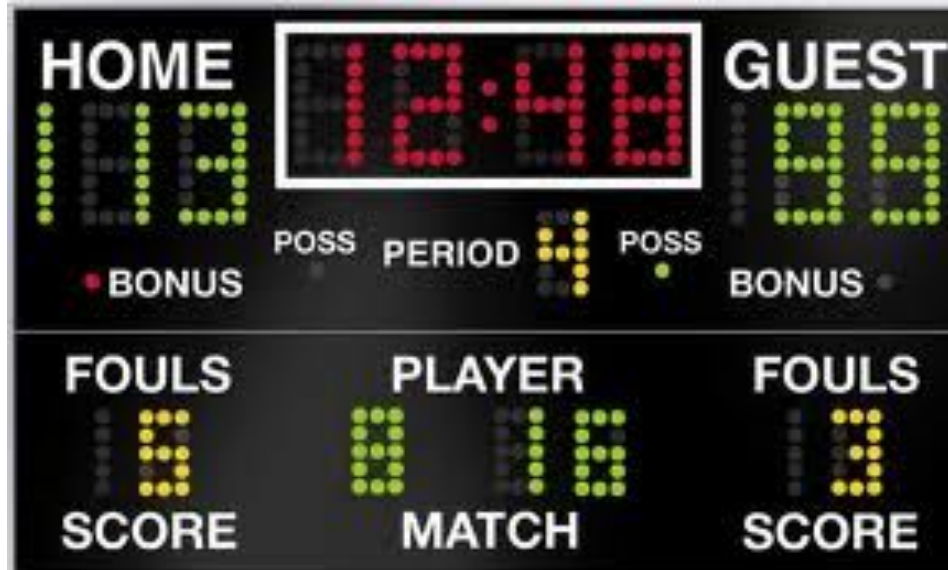 HOME 12:48 GUEST
113 99
POSS PERIOD 4 POSS
BONUS BONUS
FOULS PLAYER FOULS
5 8 16 3
SCORE MATCH SCORE